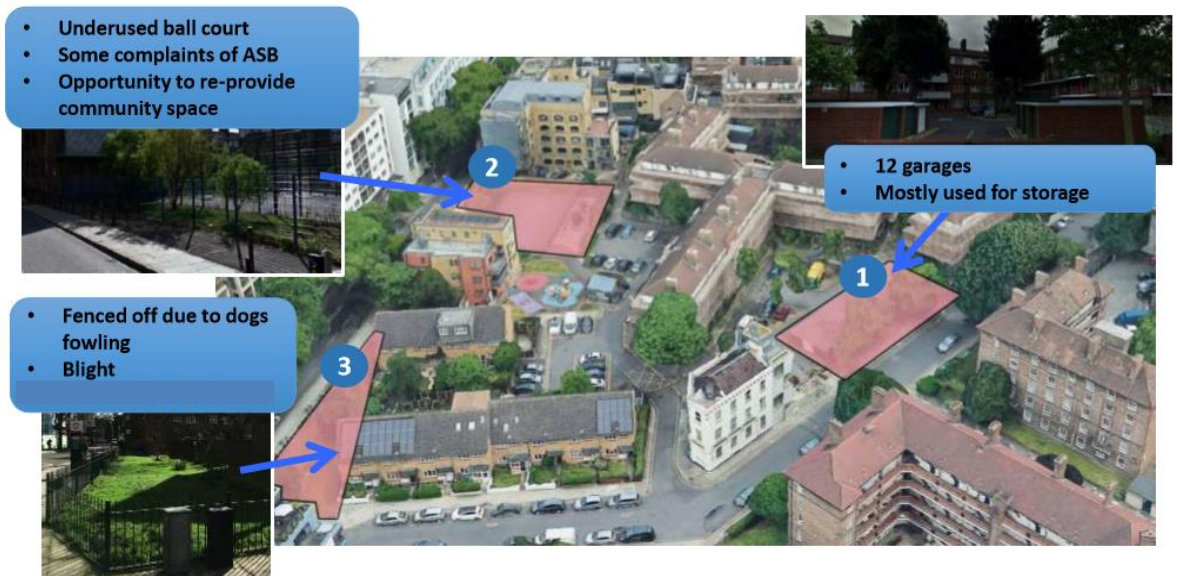 • Underused ball court
• Some complaints of ASB
• Opportunity to re-provide
community space
2
• 12 garages
• Mostly used for storage
1
• Fenced off due to dogs
fowling
• Blight
3